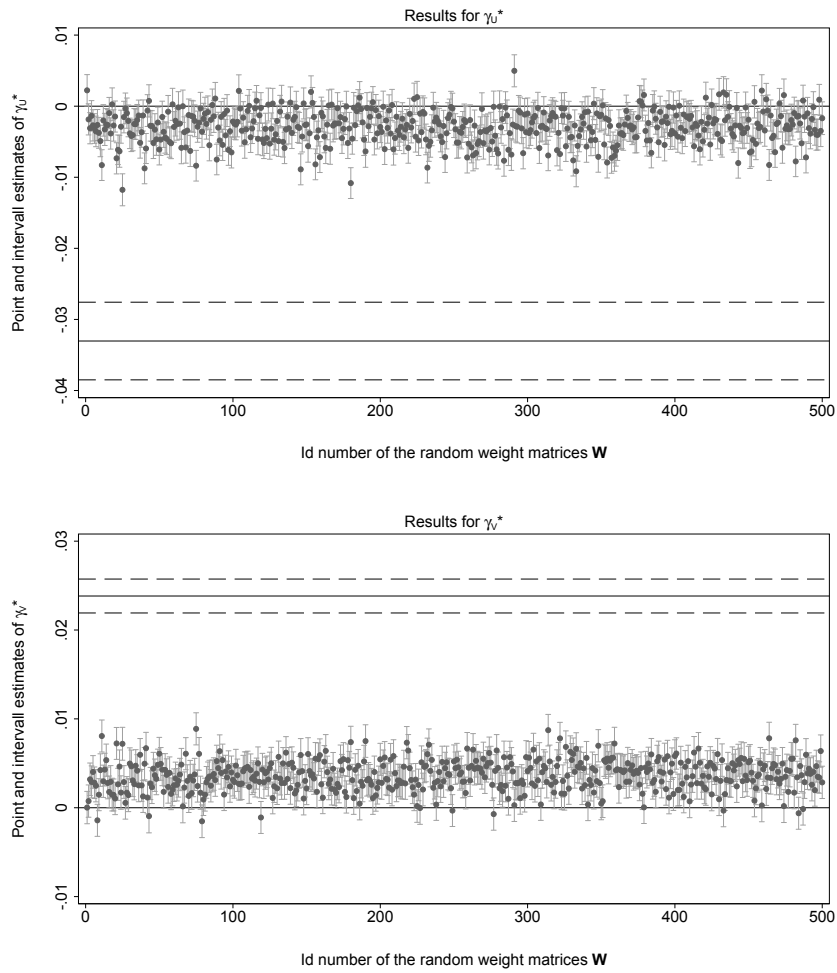 Results for γU*
Point and intervall estimates of γU*
.01
0
-.01
-.02
-.03
-.04
0 100 200 300 400 500
Id number of the random weight matrices W
Results for γV*
Point and intervall estimates of γV*
.03
.02
.01
0
-.01
0 100 200 300 400 500
Id number of the random weight matrices W